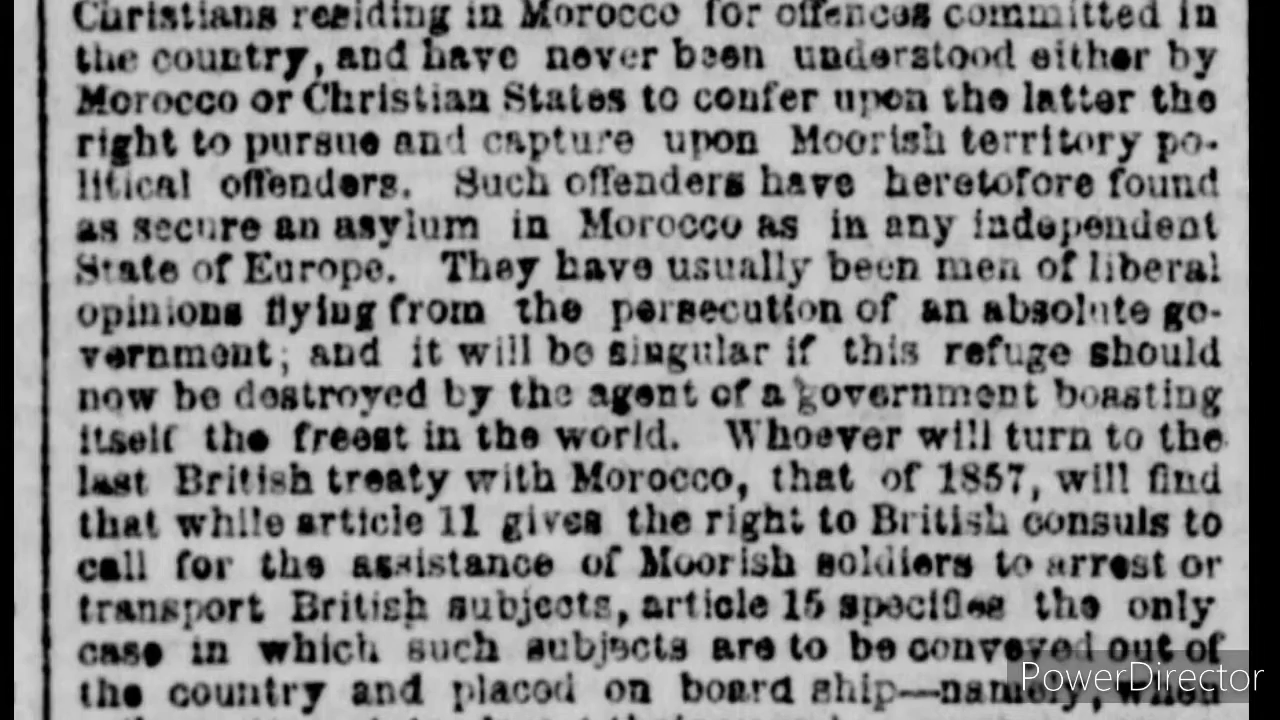 Christians residing in Morocco for offences committed in
the country, and have never been understood either by
Morocco or Christian States to confer upon the latter the
right to pursue and capture upon Moorish territory po-
litical offenders. Such offenders have heretofore found
as secure an asylum in Morocco as in any independent
State of Europe. They have usually been men of liberal
opinions flying from the persecution of an absolute go-
vernment; and it will be singular if this refuge should
now be destroyed by the agent of a government boasting
itself the freest in the world. Whoever will turn to the
last British treaty with Morocco, that of 1857, will find
that while article 11 gives the right to British consuls to
call for the assistance of Moorish soldiers to arrest or
transport British subjects, article 15 specifies the only
case in which such subjects are to be conveyed out of
the country and placed on board ship—namely, when
PowerDirector